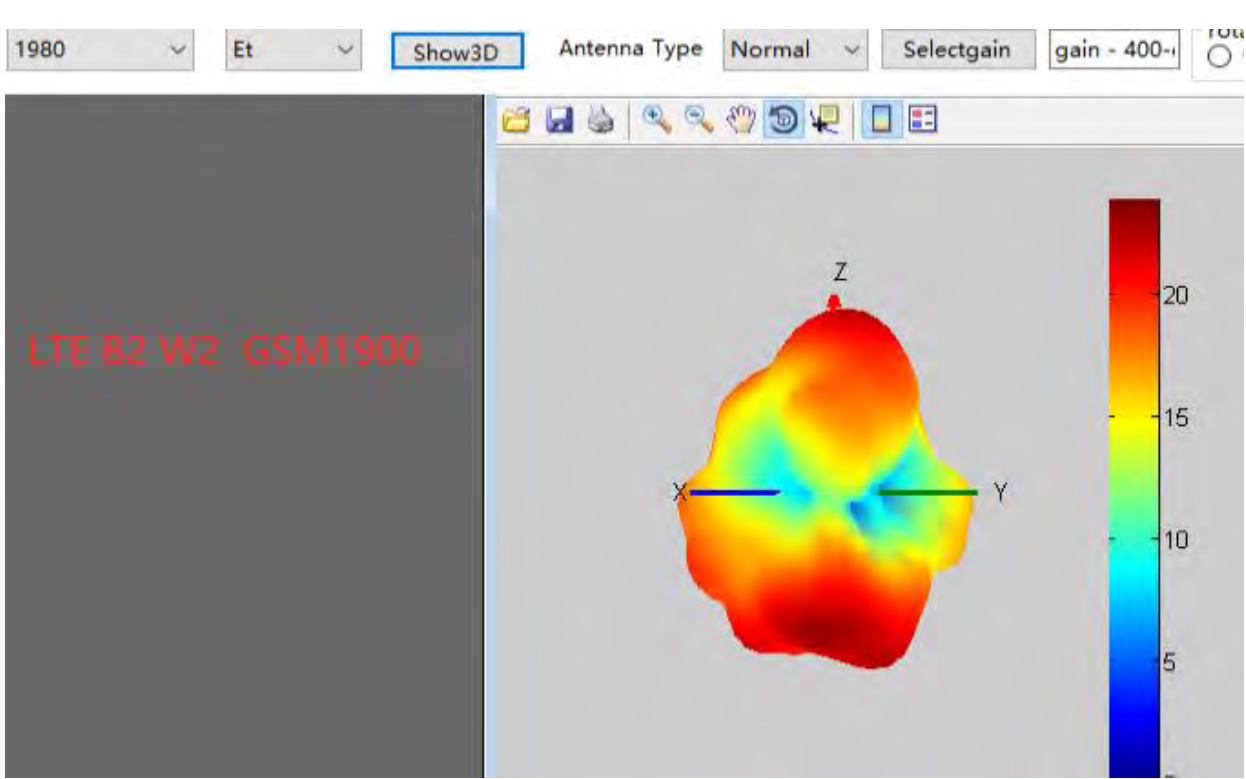 1980 Et Show3D Antenna Type Normal Selectgain gain - 400-
Z
20
LTE B2 W2 GSM1900
15
X Y
10
5